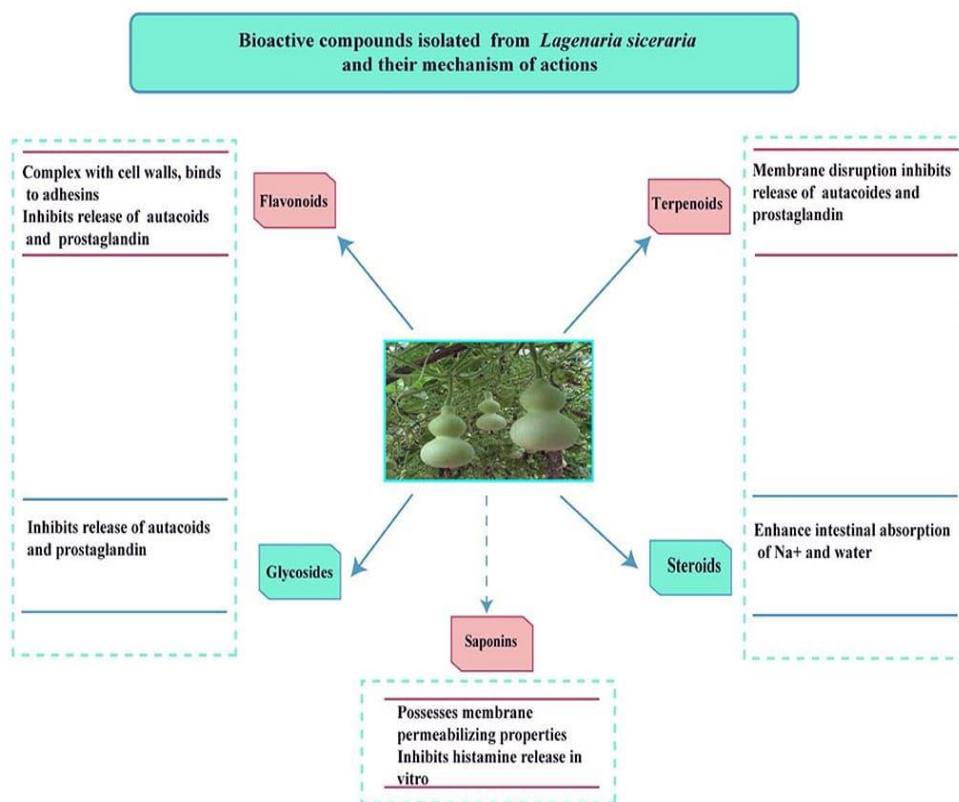 Bioactive compounds isolated from Lagenaria siceraria
and their mechanism of actions
Complex with cell walls, binds
to adhesins
Inhibits release of autacoids
and prostaglandin
Flavonoids
Terpenoids
Membrane disruption inhibits
release of autacoides and
prostaglandin
Inhibits release of autacoids
and prostaglandin
Glycosides
Steroids
Enhance intestinal absorption
of Na+ and water
Saponins
Possesses membrane
permeabilizing properties
Inhibits histamine release in
vitro